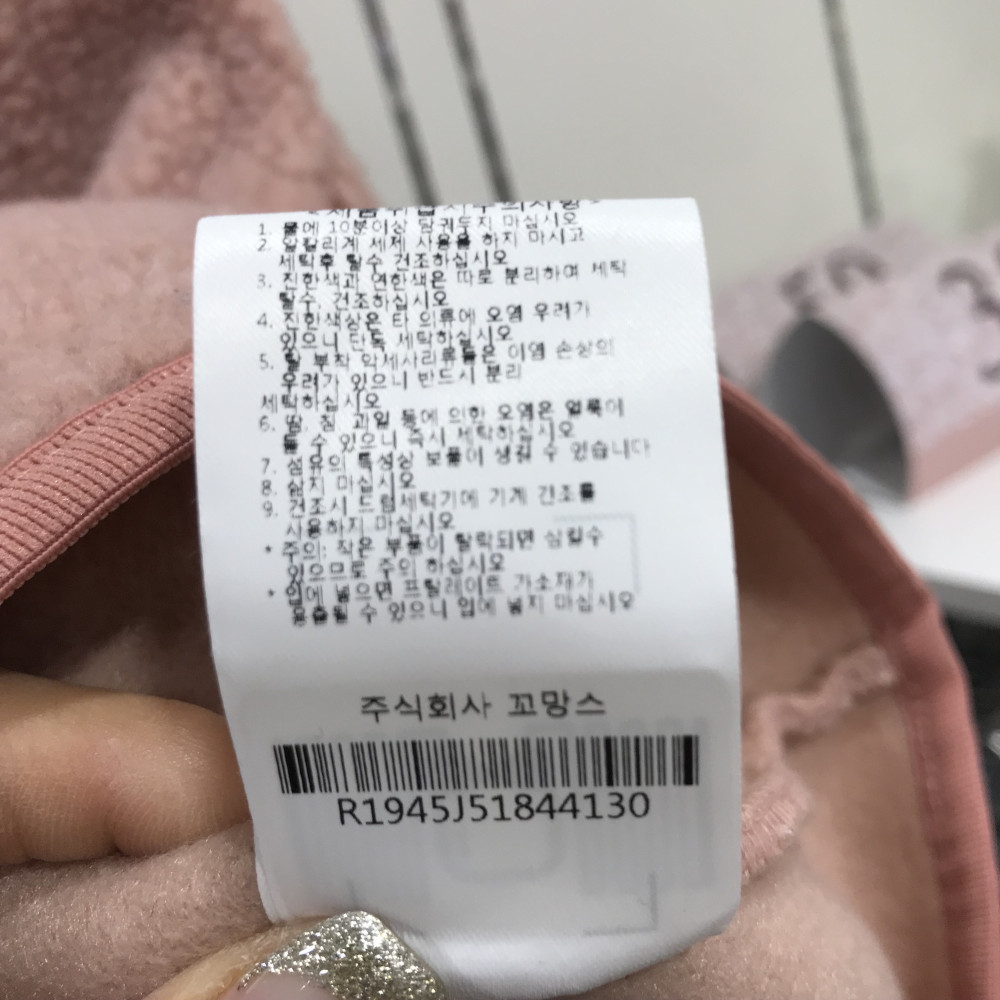 <제품취급시주의사항>
1. 물에 10분이상 담궈두지 마십시오
2. 알칼리계 세제 사용을 하지 마시고
세탁후 탈수 건조하십시오
3. 진한색과 연한색은 따로 분리하여 세탁
탈수, 건조하십시오
4. 진한색상은 타 의류에 오염 우려가
있으니 단독 세탁하십시오
5. 탈 부착 악세사리류들은 이염 손상의
우려가 있으니 반드시 분리
세탁하십시오
6. 땀, 침, 과일 등에 의한 오염은 얼룩이
될 수 있으니 즉시 세탁하십시오
7. 섬유의 특성상 보풀이 생길 수 있습니다
8. 삶지 마십시오
9. 건조시 드럼세탁기에 기계 건조를
사용하지 마십시오
* 주의: 작은 부품이 탈락되면 삼킬수
있으므로 주의 하십시오
* 입에 넣으면 프탈레이트 가소재가
용출될 수 있으니 입에 넣지 마십시오
주식회사 꼬망스
R1945J51844130